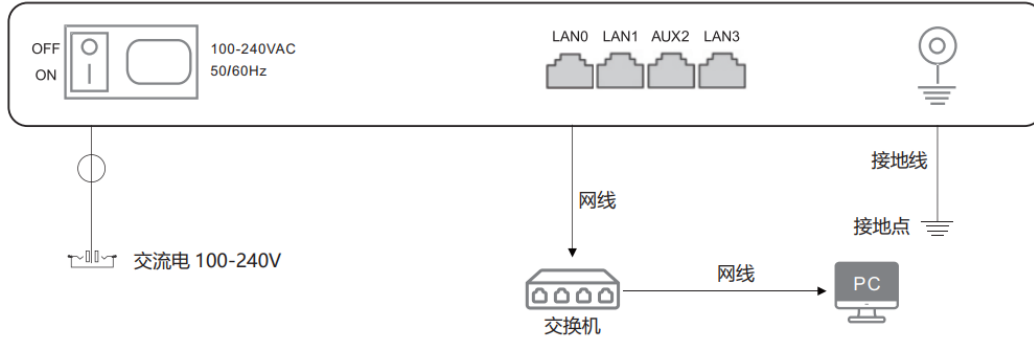 OFF
ON
100-240VAC
50/60Hz
LAN0 LAN1 AUX2 LAN3
网线
接地线
接地点
交流电 100-240V
网线
PC
交换机